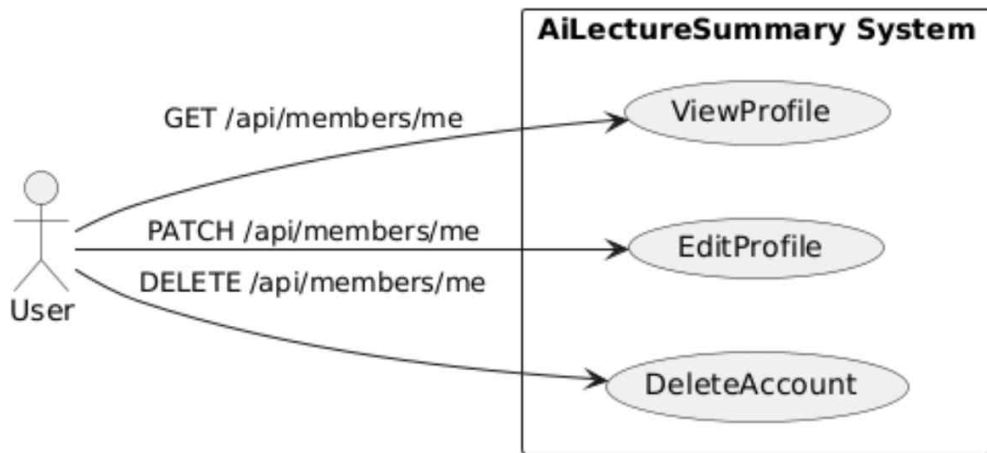 AiLectureSummary System
GET /api/members/me
ViewProfile
PATCH /api/members/me
EditProfile
DELETE /api/members/me
User
DeleteAccount